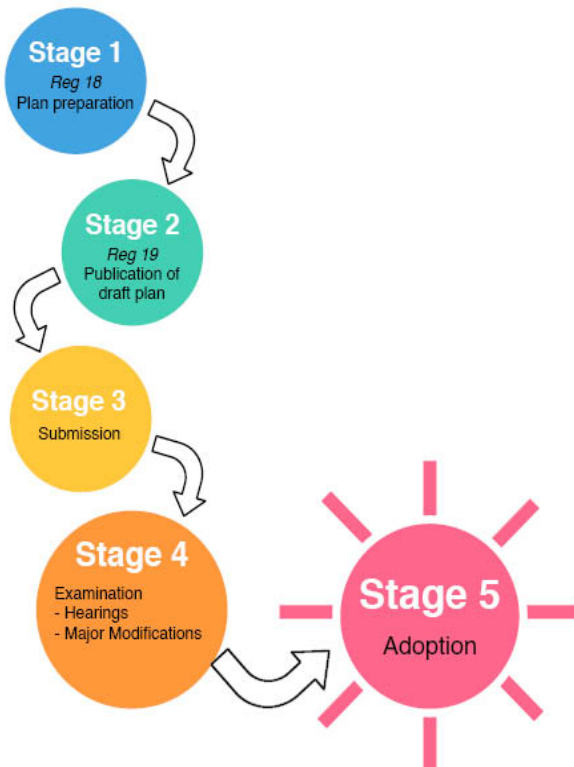 Stage 1
Reg 18
Plan preparation
Stage 2
Reg 19
Publication of
draft plan
Stage 3
Submission
Stage 4
Examination
- Hearings
- Major Modifications
Stage 5
Adoption